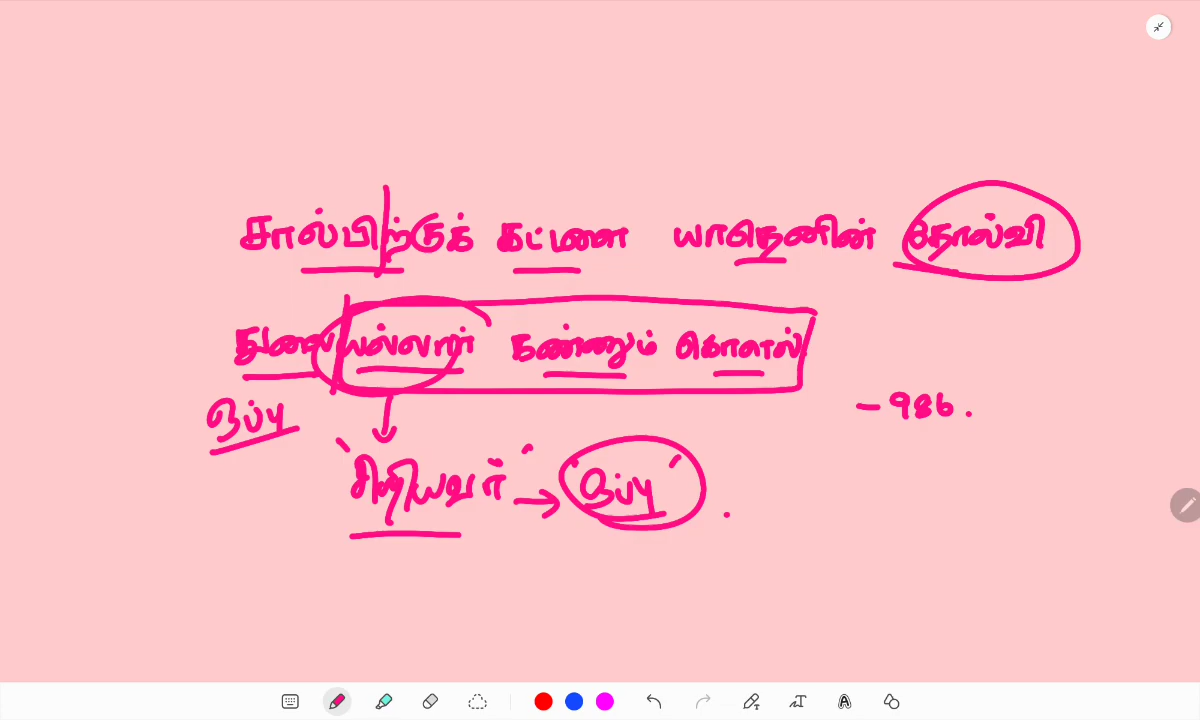 சால்பிற்குக் கட்டளை யாதெனின் தோல்வி
துலையல்லார் கண்ணும் கொளல்
- 986.
ஒப்பு
'சிறியவர்' → 'ஒப்பு'.